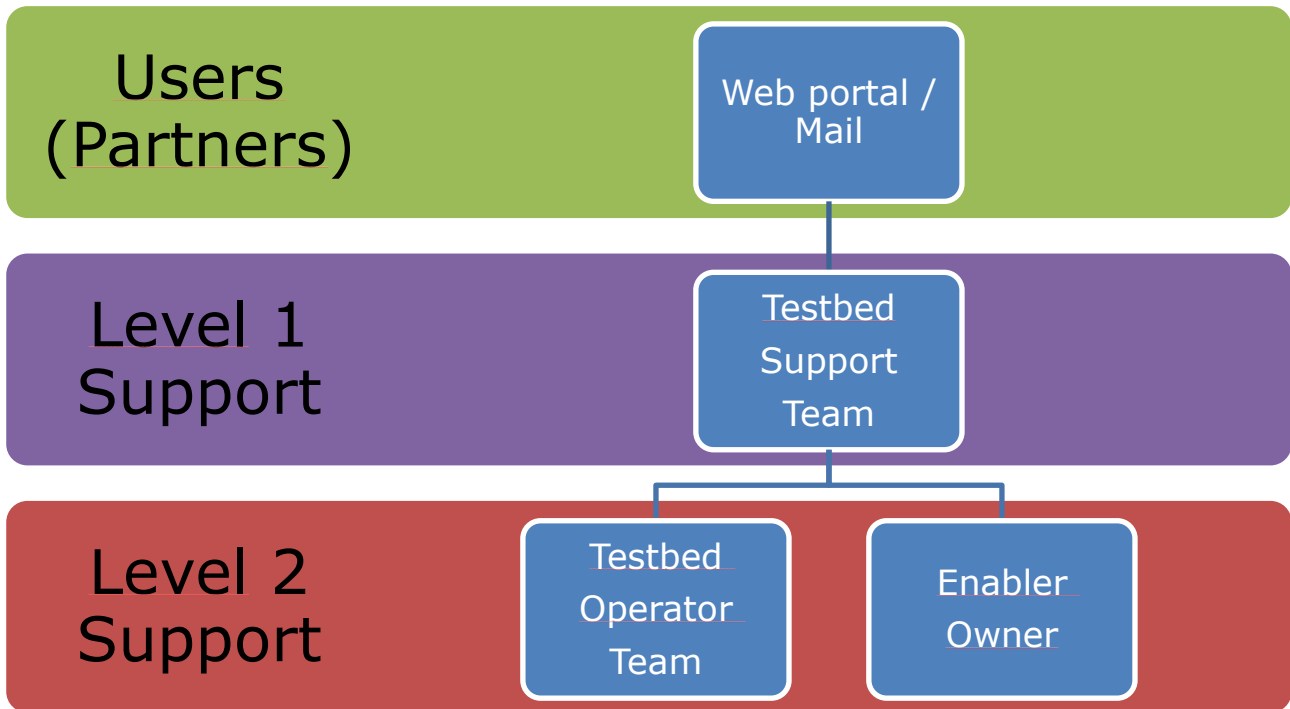 Users
(Partners)
Web portal /
Mail
Level 1
Support
Testbed
Support
Team
Level 2
Support
Testbed
Operator
Team
Enabler
Owner